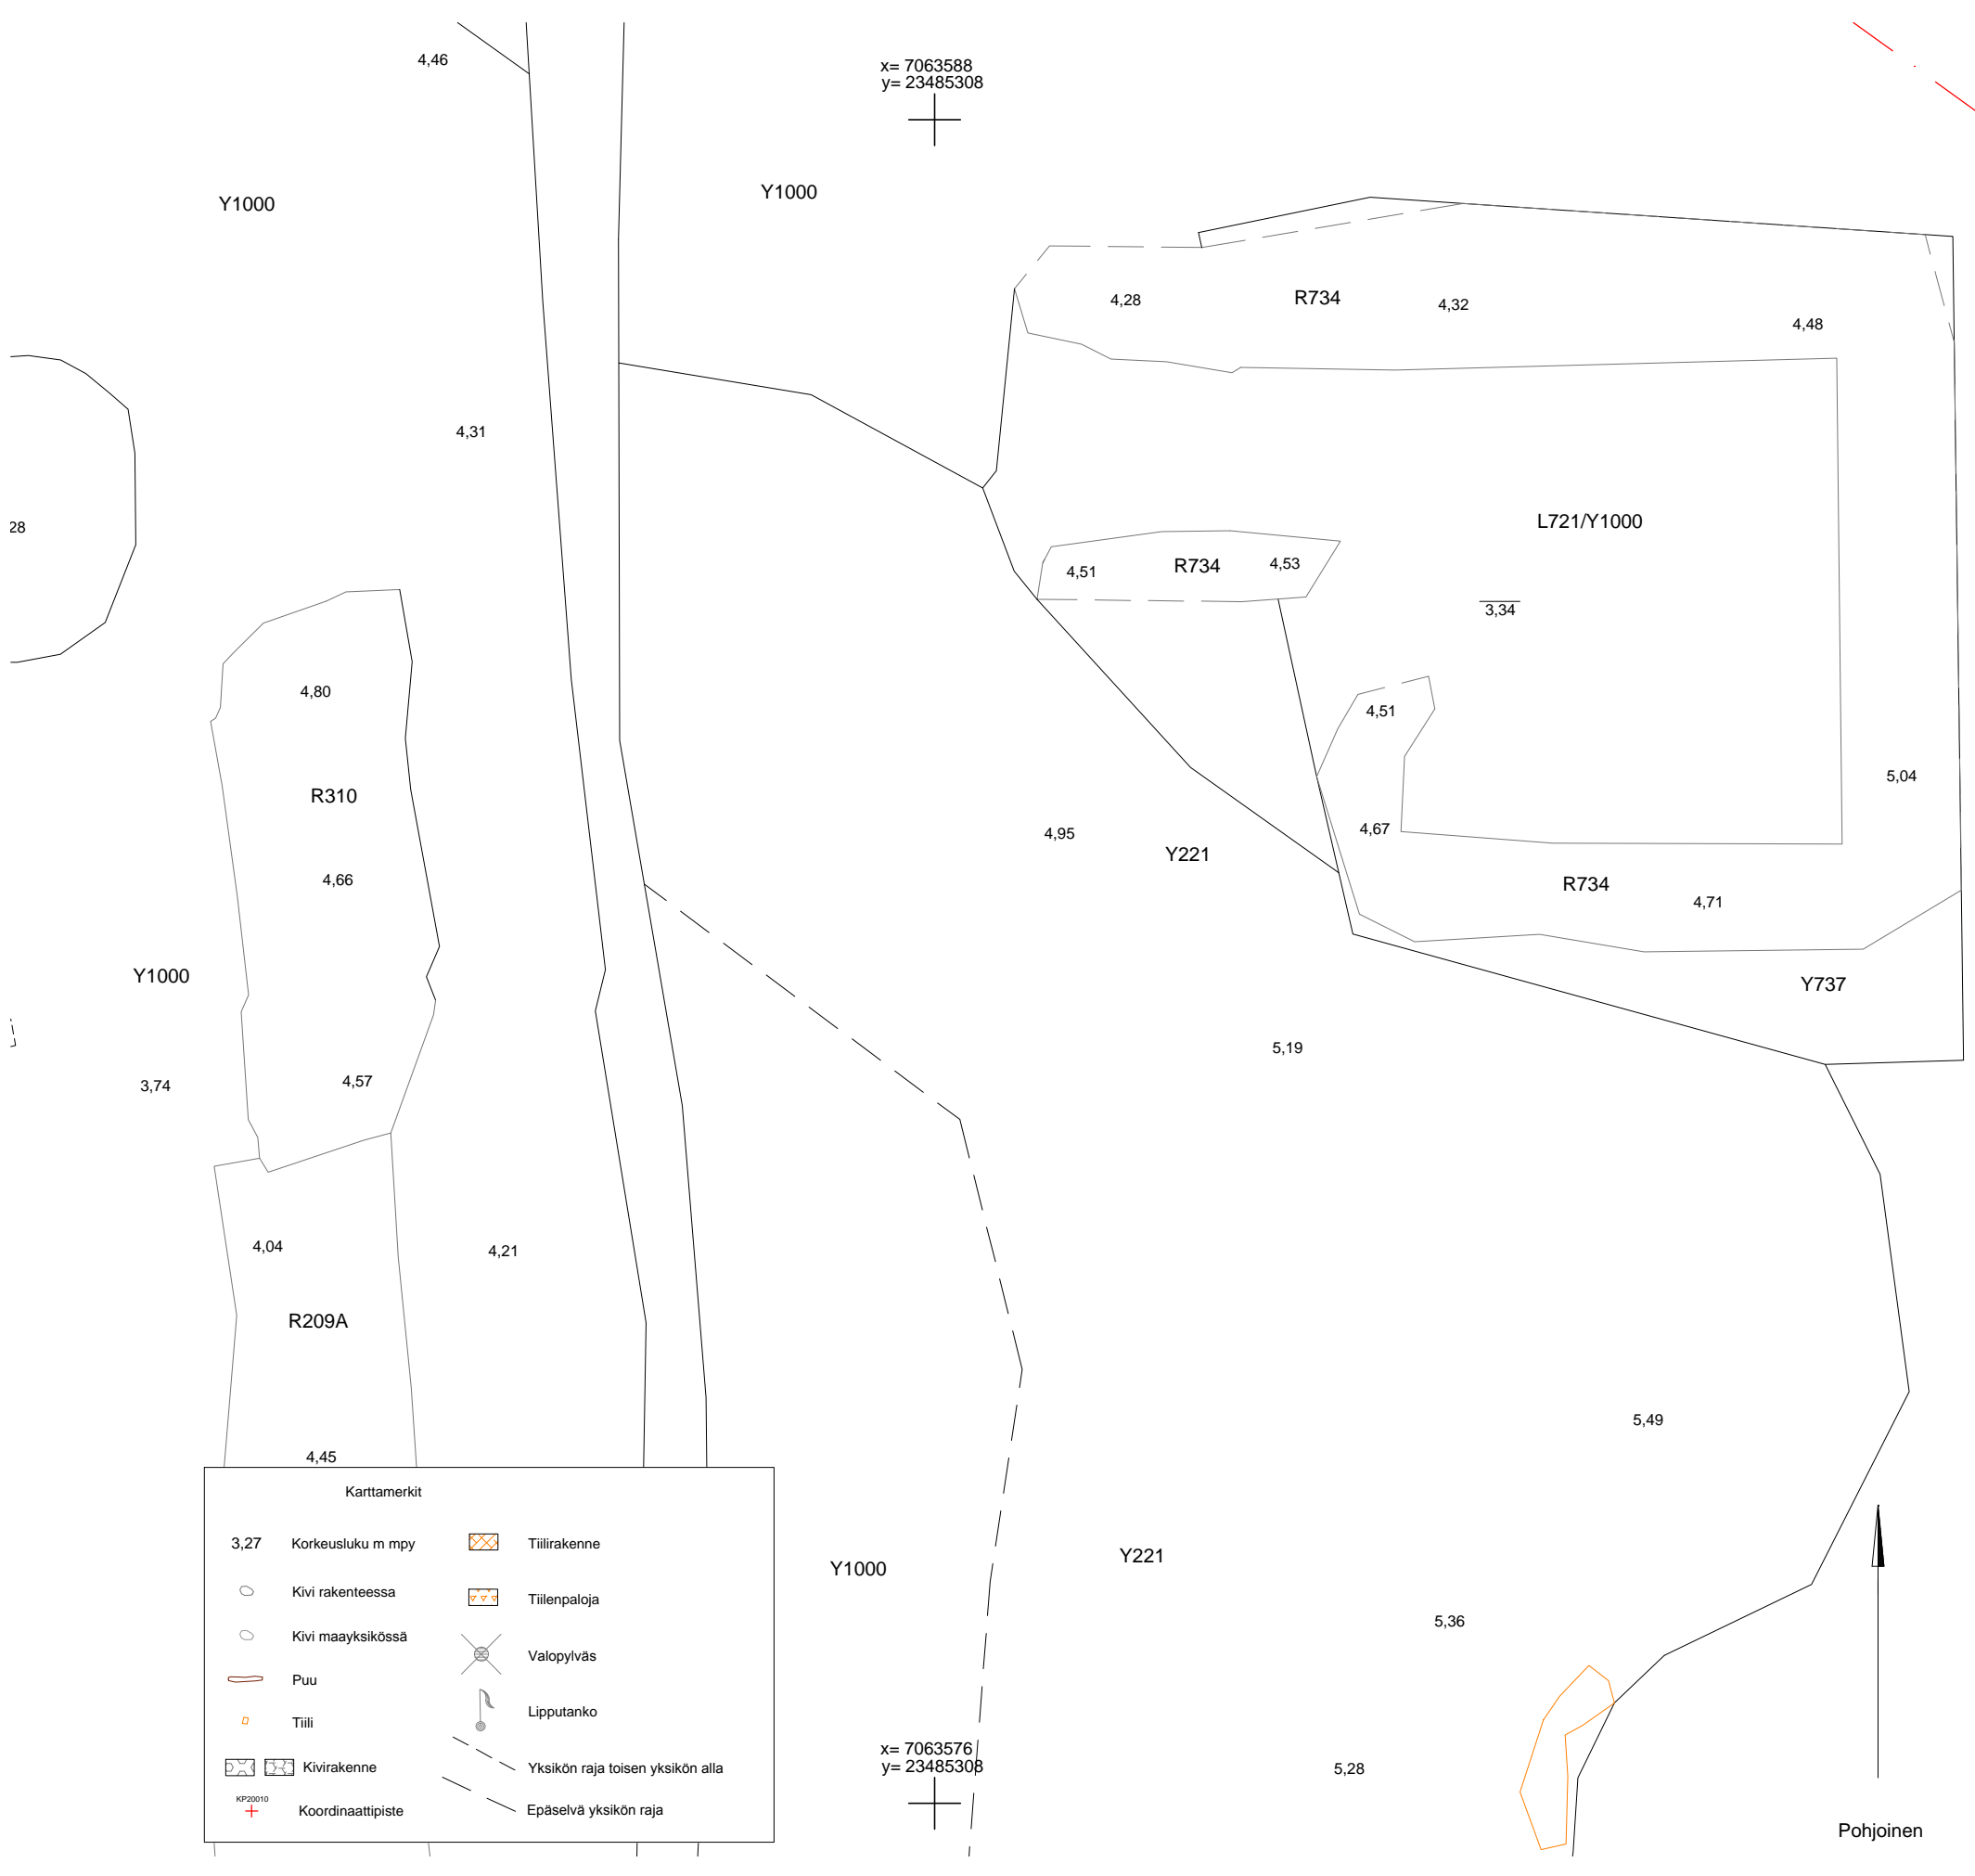 4,46
x= 7063588
y= 23485308
Y1000
Y1000
4,28
R734
4,32
4,48
4,31
28
L721/Y1000
4,51
R734
4,53
3,34
4,80
4,51
R310
5,04
4,95
4,67
Y221
4,66
R734
4,71
Y1000
Y737
5,19
3,74
4,57
4,04
4,21
R209A
5,49
4,45
Karttamerkit
3,27 Korkeusluku m mpy
Kivi rakenteessa
Kivi maayksikössä
Puu
Tiili
Kivirakenne
KP20010
Koordinaattipiste
Tiilirakenne
Tiilenpaloja
Valopylväs
Lipputanko
Yksikön raja toisen yksikön alla
Epäselvä yksikön raja
Y1000
Y221
5,36
x= 7063576
y= 23485308
5,28
Pohjoinen